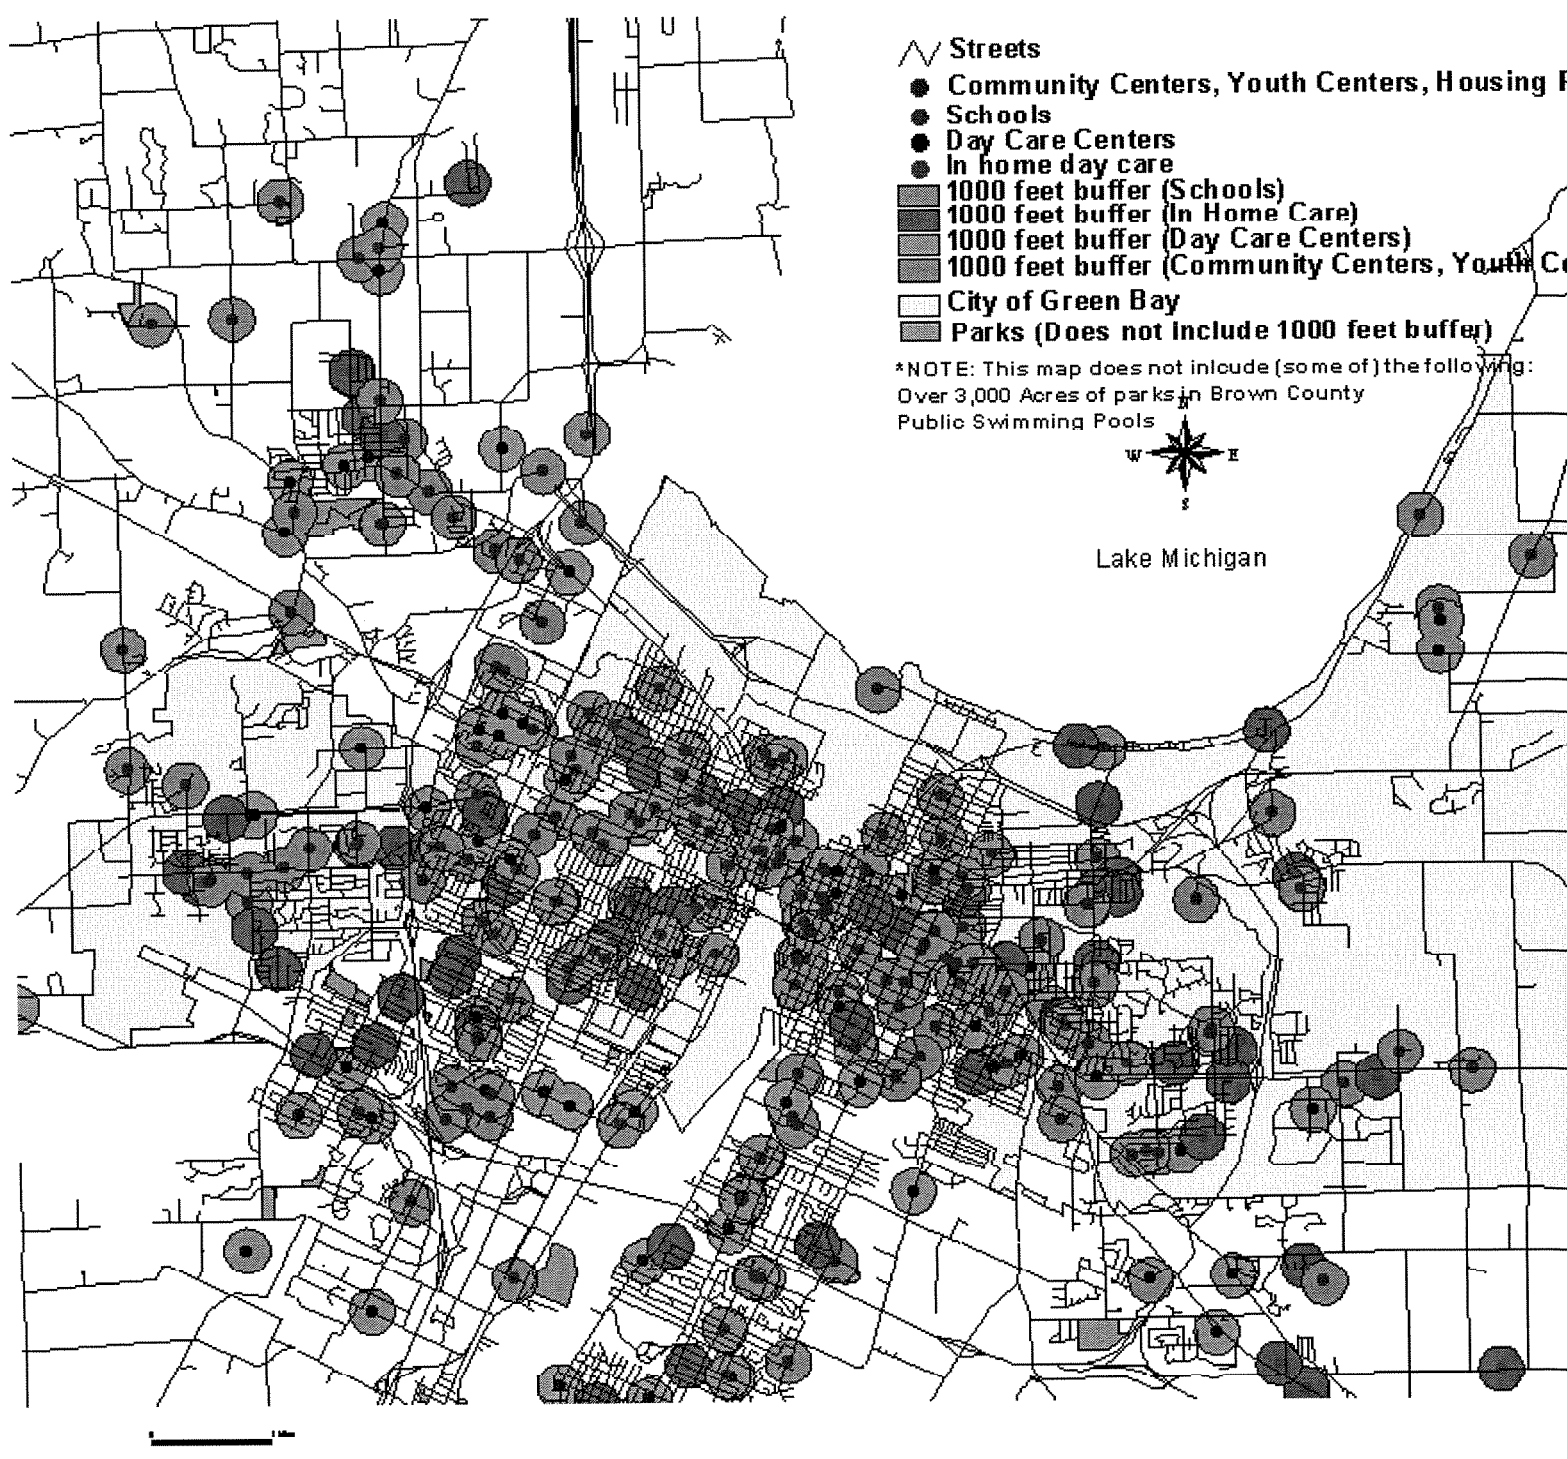 Streets
Community Centers, Youth Centers, Housing
Schools
Day Care Centers
In home day care
1000 feet buffer (Schools)
1000 feet buffer (In Home Care)
1000 feet buffer (Day Care Centers)
1000 feet buffer (Community Centers, Youth
City of Green Bay
Parks (Does not include 1000 feet buffer)
*NOTE: This map does not inlcude (some of) the following:
Over 3,000 Acres of parks in Brown County
Public Swimming Pools
N
W E
S
Lake Michigan